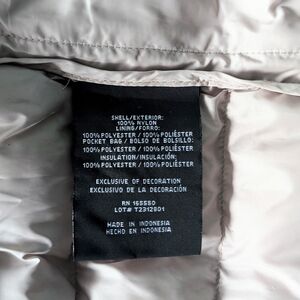 SHELL/EXTERIOR:
100% NYLON
LINING/FORRO:
100% POLYESTER / 100% POLIÉSTER
POCKET BAG / BOLSO DE BOLSILLO:
100% POLYESTER / 100% POLIÉSTER
INSULATION/INSULACIÓN:
100% POLYESTER / 100% POLIÉSTER
EXCLUSIVE OF DECORATION
EXCLUSIVO DE LA DECORACIÓN
RN 155550
LOT# T2312801
MADE IN INDONESIA
HECHO EN INDONESIA